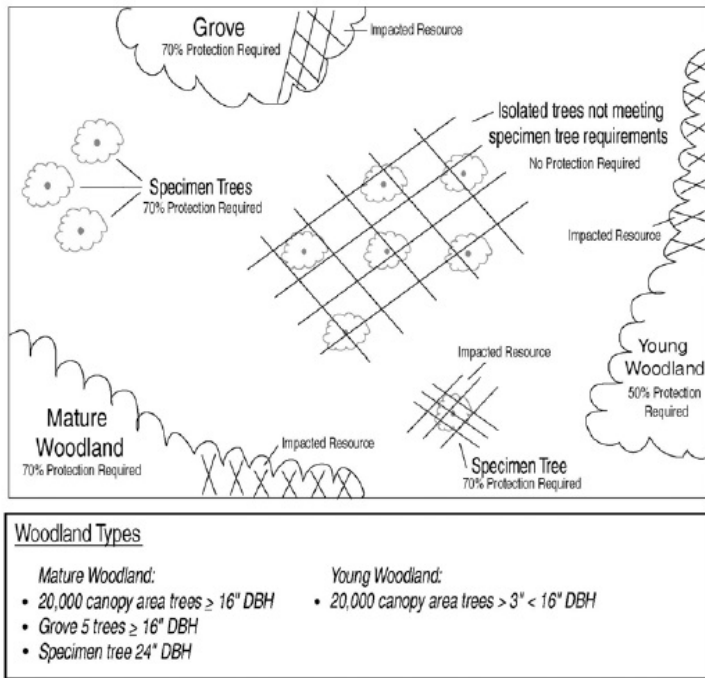 Grove
70% Protection Required
Impacted Resource
Isolated trees not meeting
specimen tree requirements
No Protection Required
Specimen Trees
70% Protection Required
Impacted Resource
Young
Woodland
50% Protection
Required
Impacted Resource
Mature
Woodland
70% Protection Required
Impacted Resource
Specimen Tree
70% Protection Required
Woodland Types
Mature Woodland:
• 20,000 canopy area trees ≥ 16" DBH
• Grove 5 trees ≥ 16" DBH
• Specimen tree 24" DBH
Young Woodland:
• 20,000 canopy area trees > 3" < 16" DBH